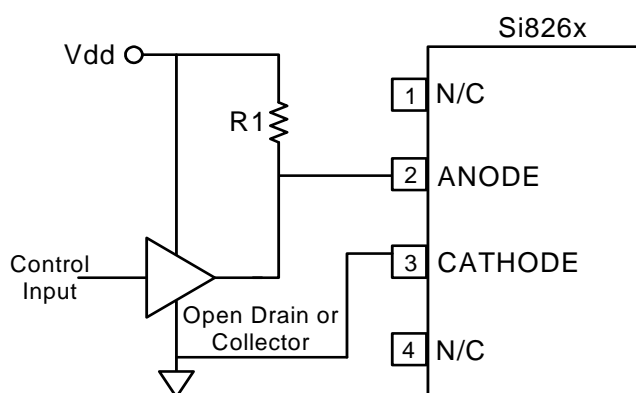 Si826x
Vdd
1 N/C
R1
2 ANODE
3 CATHODE
Control
Input
Open Drain or
Collector
4 N/C